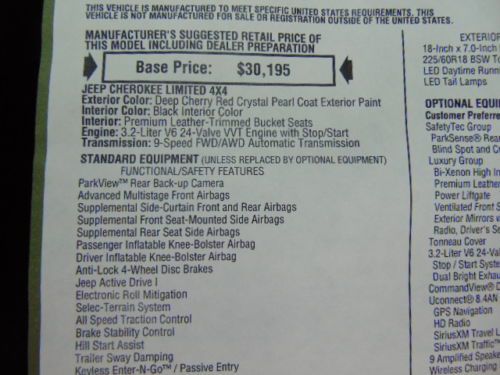 THIS VEHICLE IS MANUFACTURED TO MEET SPECIFIC UNITED STATES REQUIREMENTS. THIS
VEHICLE IS NOT MANUFACTURED FOR SALE OR REGISTRATION OUTSIDE OF THE UNITED STATES.
MANUFACTURER'S SUGGESTED RETAIL PRICE OF
THIS MODEL INCLUDING DEALER PREPARATION
Base Price: $30,195
JEEP CHEROKEE LIMITED 4X4
Exterior Color: Deep Cherry Red Crystal Pearl Coat Exterior Paint
Interior Color: Black Interior Color
Interior: Premium Leather-Trimmed Bucket Seats
Engine: 3.2-Liter V6 24-Valve VVT Engine with Stop/Start
Transmission: 9-Speed FWD/AWD Automatic Transmission
STANDARD EQUIPMENT (UNLESS REPLACED BY OPTIONAL EQUIPMENT)
FUNCTIONAL/SAFETY FEATURES
ParkView™ Rear Back-up Camera
Advanced Multistage Front Airbags
Supplemental Side-Curtain Front and Rear Airbags
Supplemental Front Seat-Mounted Side Airbags
Supplemental Rear Seat Side Airbags
Passenger Inflatable Knee-Bolster Airbag
Driver Inflatable Knee-Bolster Airbag
Anti-Lock 4-Wheel Disc Brakes
Jeep Active Drive I
Electronic Roll Mitigation
Selec-Terrain System
All Speed Traction Control
Brake Stability Control
Hill Start Assist
Trailer Sway Damping
Keyless Enter-N-Go™ / Passive Entry
EXTERIOR
18-Inch x 7.0-Inch
225/60R18 BSW
LED Daytime Runn
LED Tail Lamps
OPTIONAL EQUI
Customer Preferre
SafetyTec Group
ParkSense® Rea
Blind Spot and C
Luxury Group
Bi-Xenon High In
Premium Leathe
Power Liftgate
Ventilated Front S
Exterior Mirrors
Radio, Driver's Se
Tonneau Cover
3.2-Liter V6 24-Va
Stop / Start Syste
Dual Bright Exhau
CommandView® D
Uconnect® 8.4AN
GPS Navigation
HD Radio
SiriusXM Travel L
SiriusXM Traffic™
9 Amplified Speake
Wireless Charging